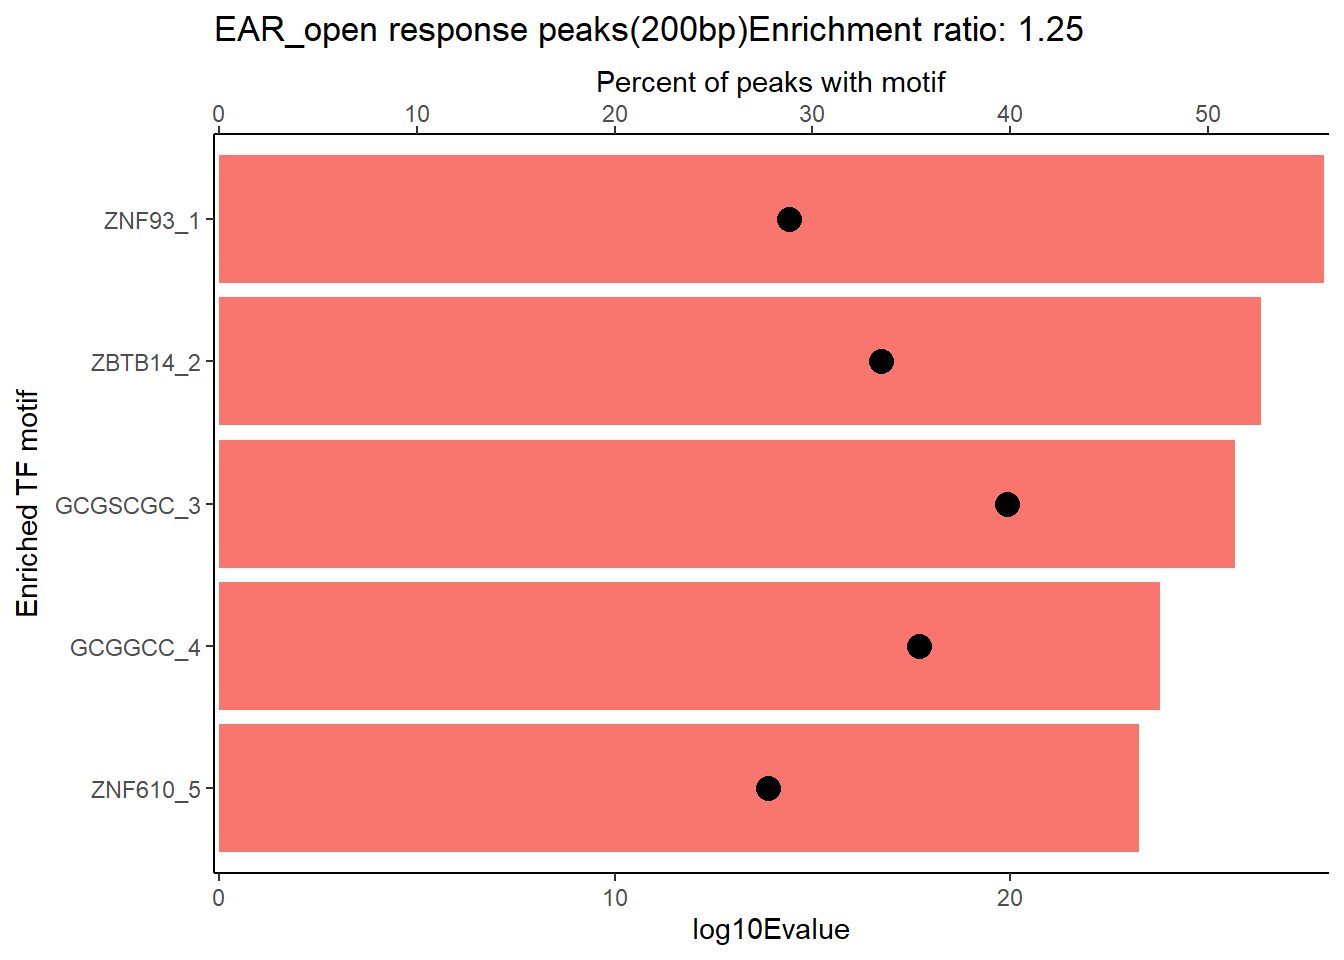 EAR_open response peaks(200bp)Enrichment ratio: 1.25
Percent of peaks with motif
0 10 20 30 40 50
Enriched TF motif
ZNF93_1
ZBTB14_2
GCGSCGC_3
GCGGCC_4
ZNF610_5
0 10 20
log10Evalue